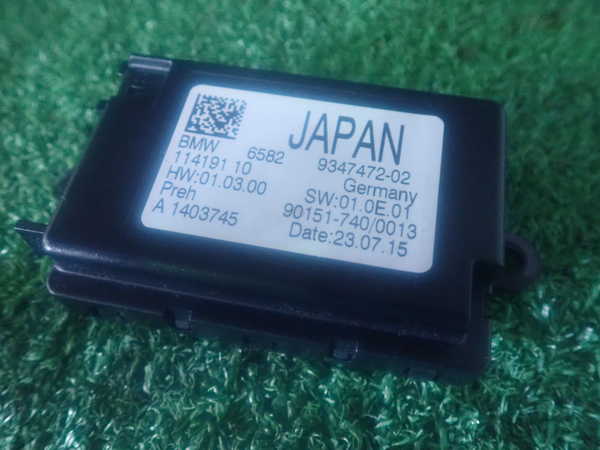 JAPAN
BMW 6582 9347472-02
114191 10 Germany
HW:01.03.00 SW:01.0E.01
Preh 90151-740/0013
A 1403745 Date:23.07.15